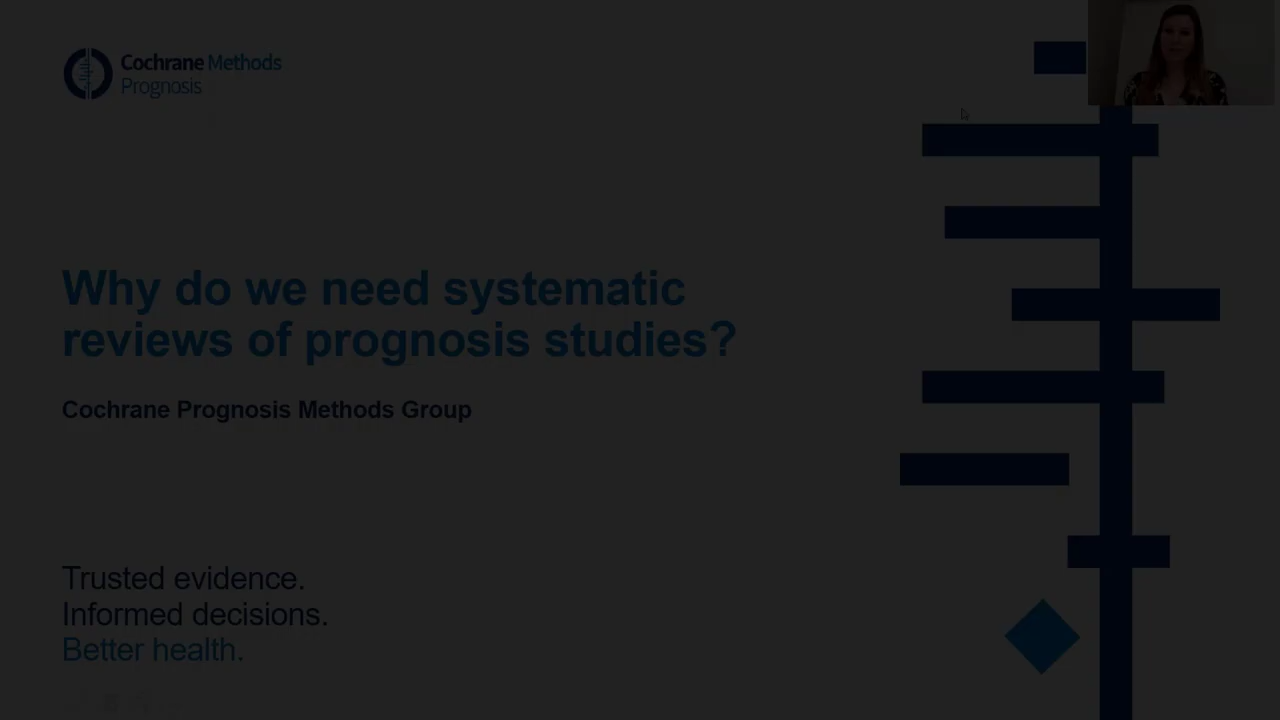 Cochrane Methods
Prognosis
Why do we need systematic
reviews of prognosis studies?
Cochrane Prognosis Methods Group
Trusted evidence.
Informed decisions.
Better health.